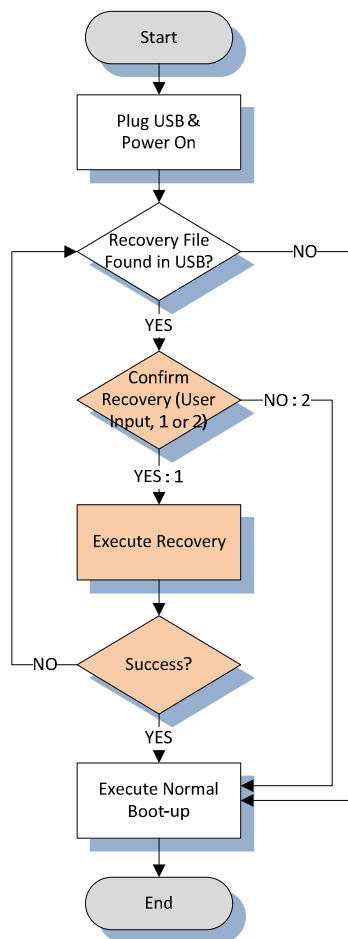 Start
Plug USB &
Power On
Recovery File
Found in USB?
NO
YES
Confirm
Recovery (User
Input, 1 or 2)
NO : 2
YES : 1
Execute Recovery
Success?
NO
YES
Execute Normal
Boot-up
End